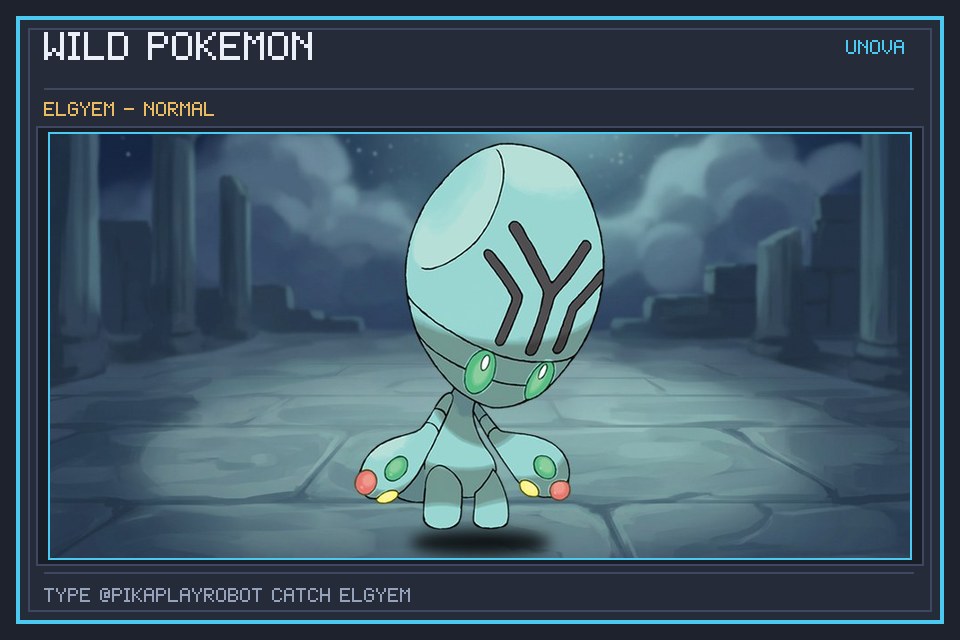 WILD POKEMON
UNOVA
ELGYEM - NORMAL
TYPE @PIKAPLAYROBOT CATCH ELGYEM